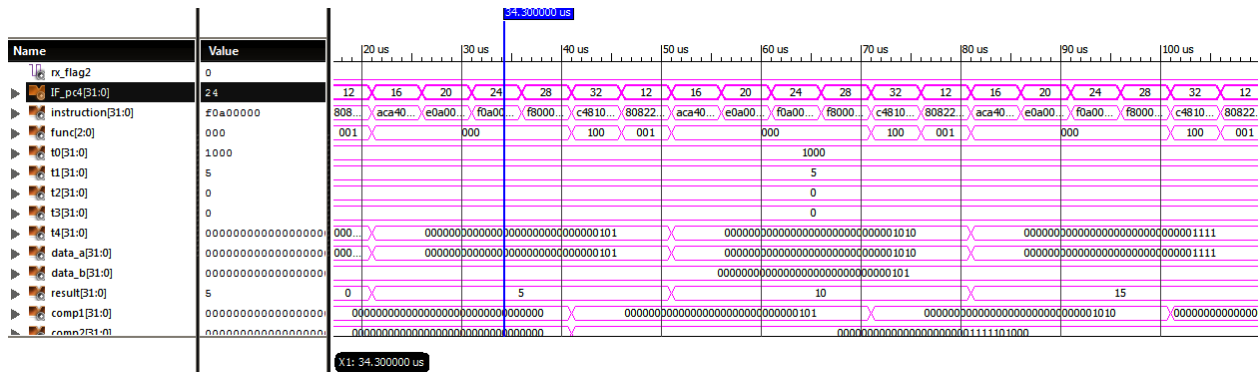 34.300000 us
Name Value 20 us 30 us 40 us 50 us 60 us 70 us 80 us 90 us 100 us
rx_flag2 0
IF_pc4[31:0] 24 12 16 20 24 28 32 12 16 20 24 28 32 12 16 20 24 28 32 12
instruction[31:0] f0a00000 808... aca40... e0a00... f0a00... f8000... c4810... 80822... aca40... e0a00... f0a00... f8000... c4810... 80822... aca40... e0a00... f0a00... f8000... c4810... 80822...
func[2:0] 000 001 000 100 001 000 100 001 000 100 001
t0[31:0] 1000 1000
t1[31:0] 5 5
t2[31:0] 0 0
t3[31:0] 0 0
t4[31:0] 000... 00000000000000000000000000000101 00000000000000000000000000001010 00000000000000000000000000001111
data_a[31:0] 000... 00000000000000000000000000000101 00000000000000000000000000001010 00000000000000000000000000001111
data_b[31:0] 00000000000000000000000000000101
result[31:0] 5 0 5 10 15
comp1[31:0] 00000000000000000000000000000000 00000000000000000000000000000101 00000000000000000000000000001010
comp2[31:0] 00000000000000000000000000000000 00000000000000000000001111101000
X1: 34.300000 us